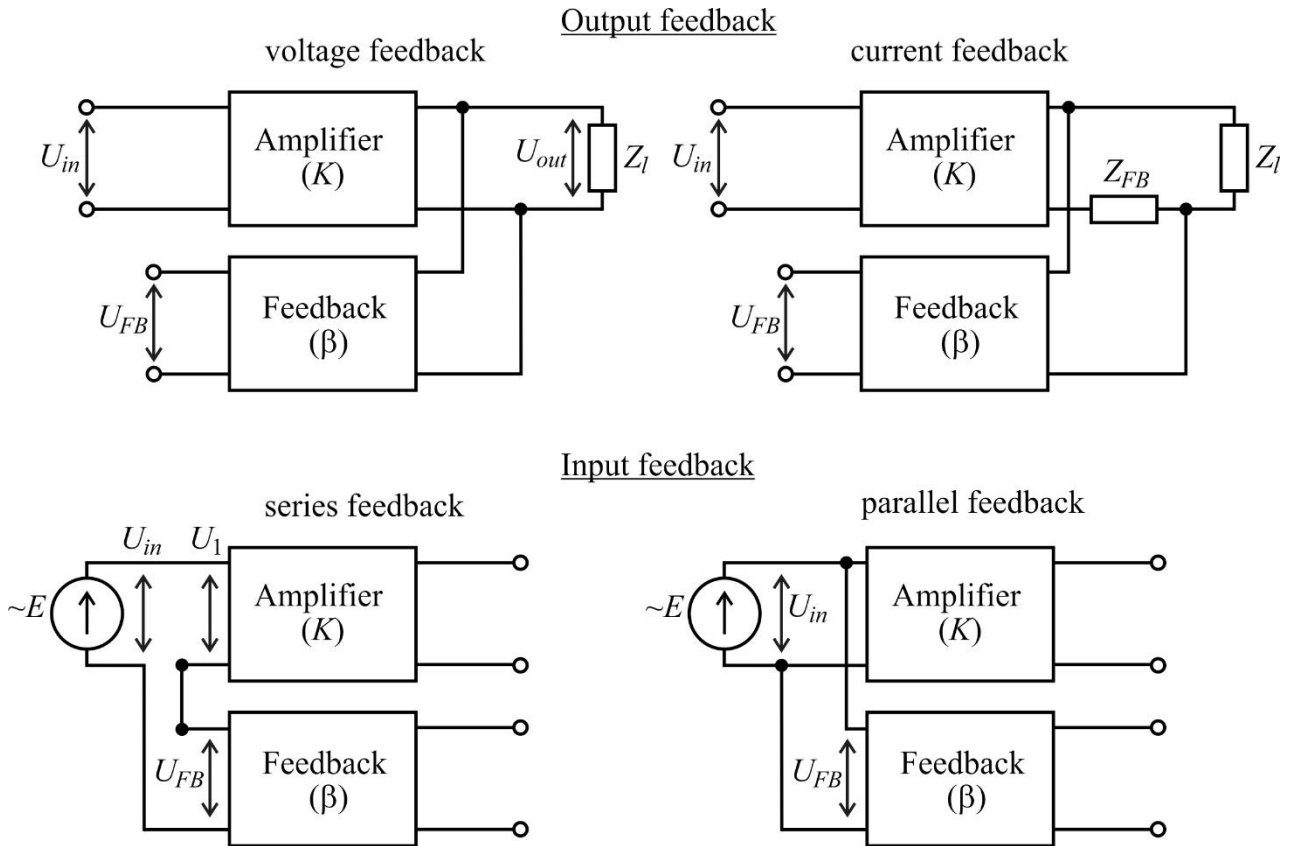 Output feedback
voltage feedback
U_in
Amplifier
(K)
U_out
Z_l
U_FB
Feedback
(β)
current feedback
U_in
Amplifier
(K)
Z_FB
Z_l
U_FB
Feedback
(β)
Input feedback
series feedback
U_in
U_1
~E
Amplifier
(K)
U_FB
Feedback
(β)
parallel feedback
~E
U_in
Amplifier
(K)
U_FB
Feedback
(β)